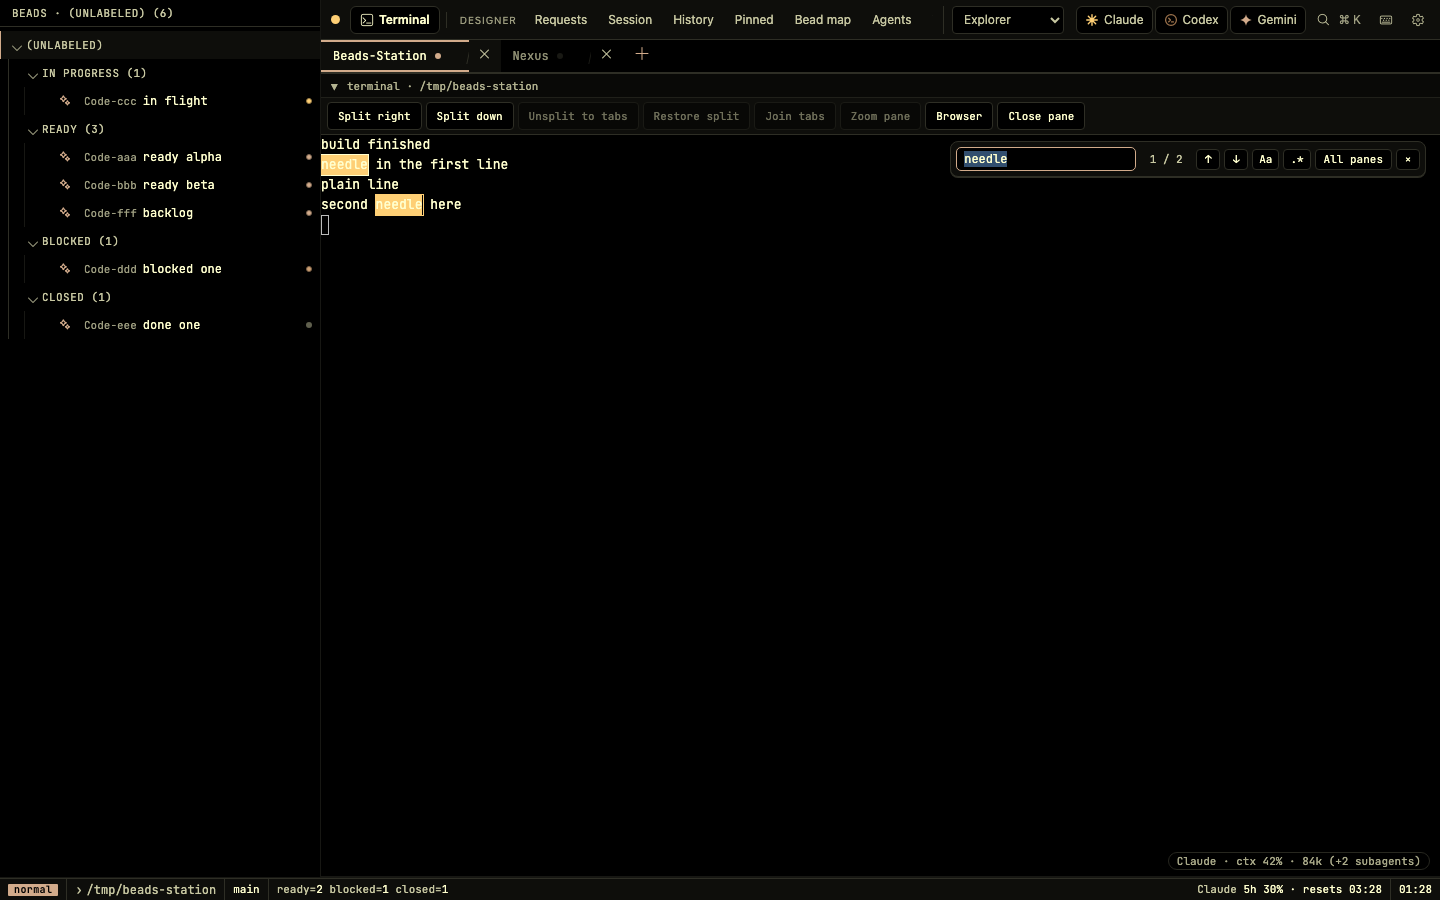 BEADS · (UNLABELED) (6)
(UNLABELED)
IN PROGRESS (1)
Code-ccc in flight
READY (3)
Code-aaa ready alpha
Code-bbb ready beta
Code-fff backlog
BLOCKED (1)
Code-ddd blocked one
CLOSED (1)
Code-eee done one
Terminal DESIGNER Requests Session History Pinned Bead map Agents Explorer Claude Codex Gemini ⌘K
Beads-Station Nexus
terminal · /tmp/beads-station
Split right Split down Unsplit to tabs Restore split Join tabs Zoom pane Browser Close pane
build finished
needle in the first line
plain line
second needle here
needle 1 / 2 ↑ ↓ Aa .* All panes ×
Claude · ctx 42% · 84k (+2 subagents)
normal › /tmp/beads-station main ready=2 blocked=1 closed=1 Claude 5h 30% · resets 03:28 01:28